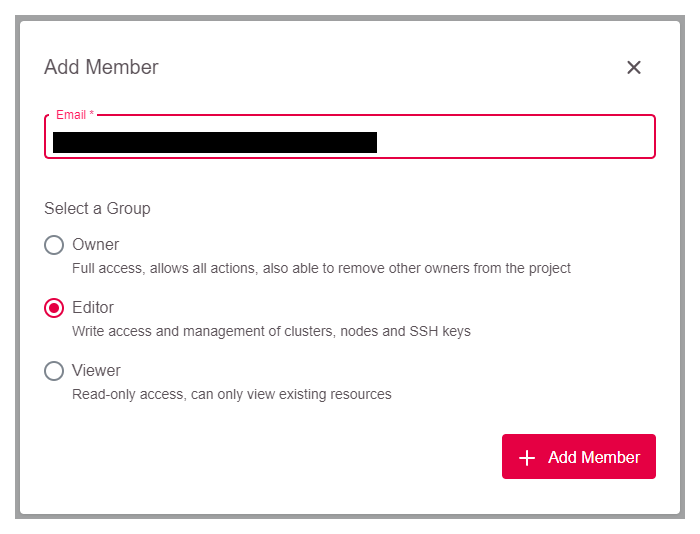 Add Member
Email *
Select a Group
Owner
Full access, allows all actions, also able to remove other owners from the project
Editor
Write access and management of clusters, nodes and SSH keys
Viewer
Read-only access, can only view existing resources
Add Member